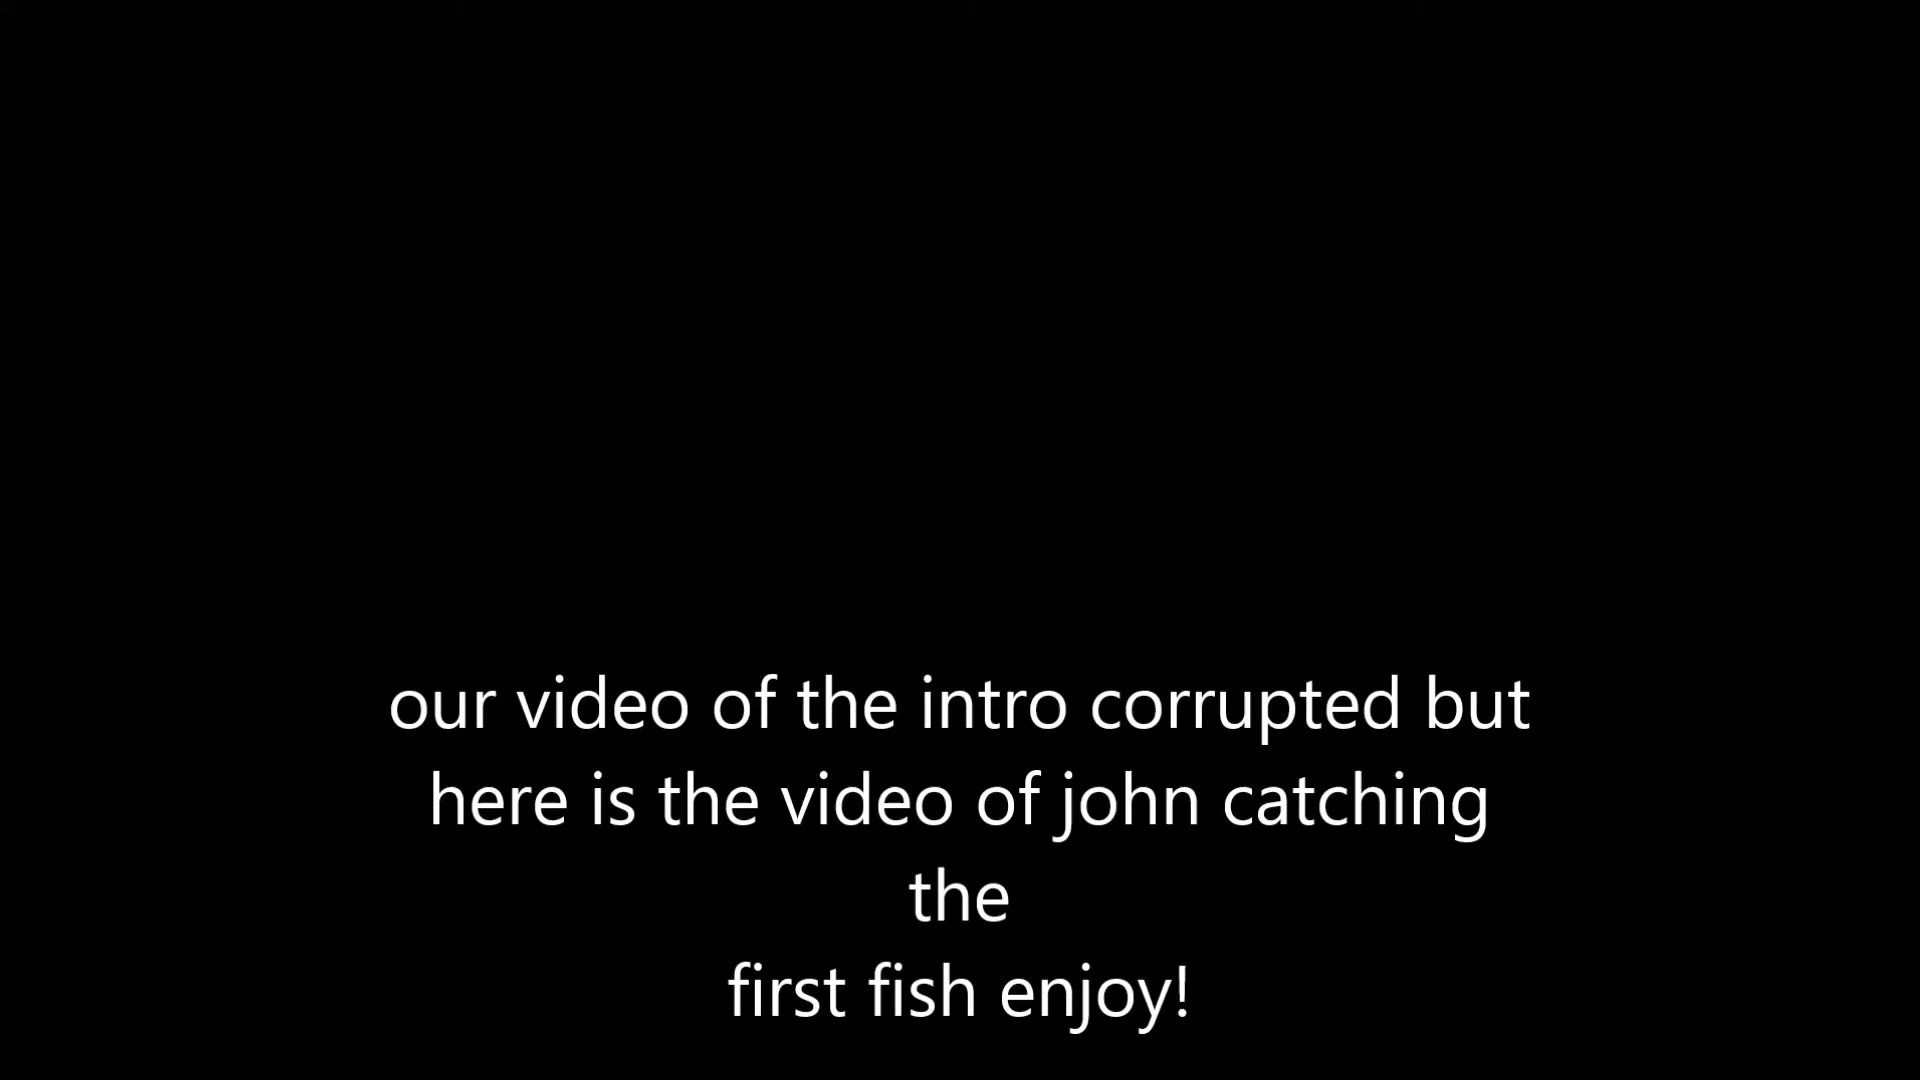 our video of the intro corrupted but
here is the video of john catching
the
first fish enjoy!